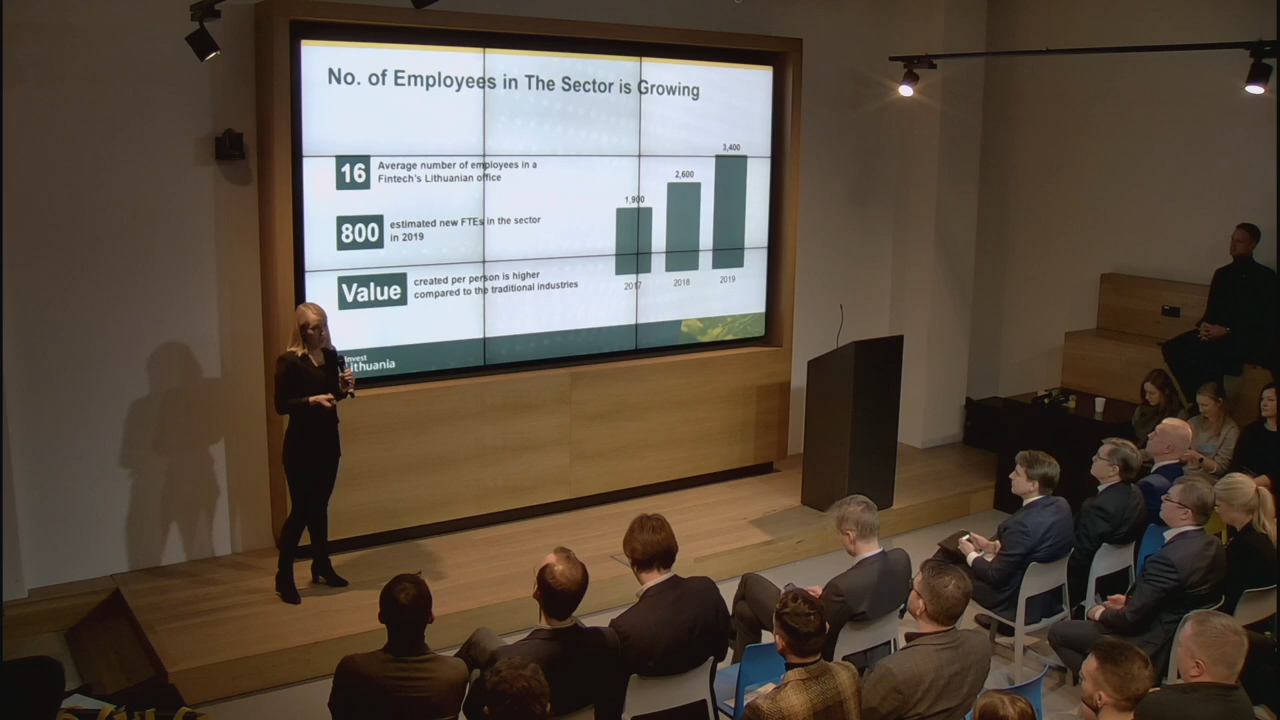 No. of Employees in The Sector is Growing
16
Average number of employees in a
Fintech's Lithuanian office
800
estimated new FTEs in the sector
in 2019
Value
created per person is higher
compared to the traditional industries
1,900
2,600
3,400
2017
2018
2019
Invest
Lithuania